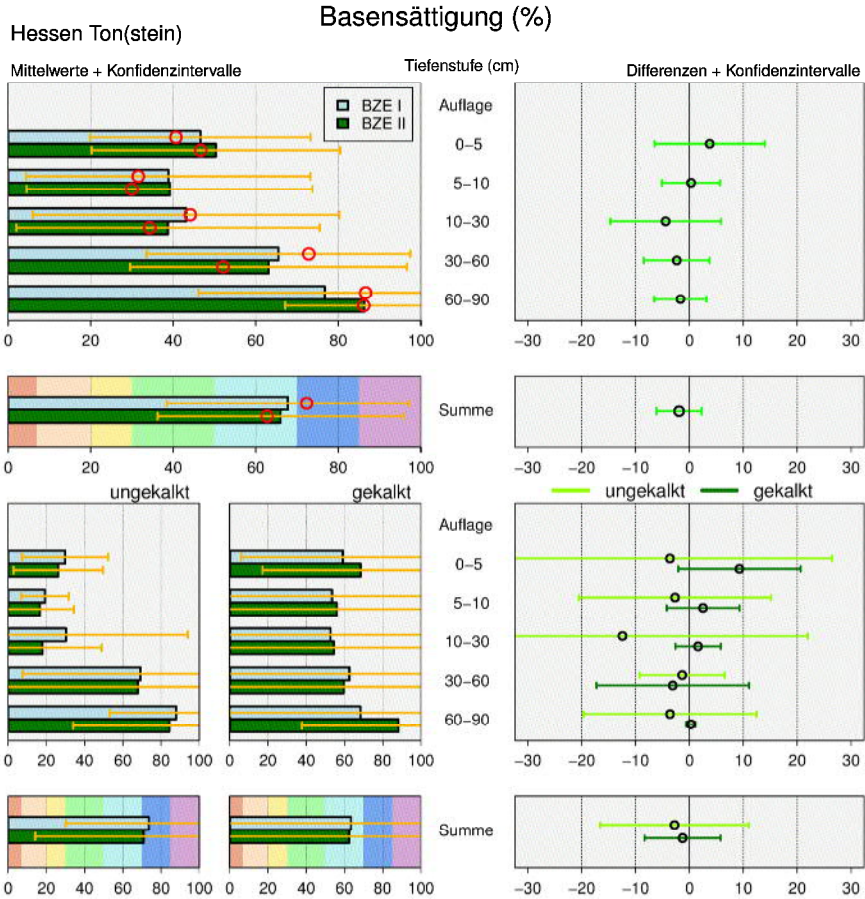 Basensättigung (%)
Hessen Ton(stein)
Mittelwerte + Konfidenzintervalle
Tiefenstufe (cm)
Differenzen + Konfidenzintervalle
BZE I
BZE II
Auflage
0−5
5−10
10−30
30−60
60−90
0 20 40 60 80 100
−30 −20 −10 0 10 20 30
Summe
0 20 40 60 80 100
−30 −20 −10 0 10 20 30
ungekalkt
gekalkt
ungekalkt gekalkt
Auflage
0−5
5−10
10−30
30−60
60−90
0 20 40 60 80 100
0 20 40 60 80 100
−30 −20 −10 0 10 20 30
Summe
0 20 40 60 80 100
0 20 40 60 80 100
−30 −20 −10 0 10 20 30